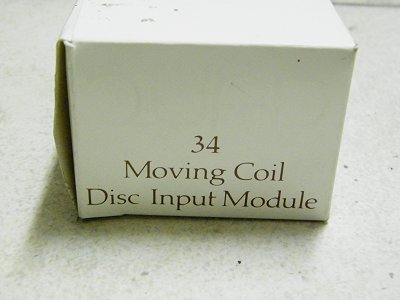 34
Moving Coil
Disc Input Module